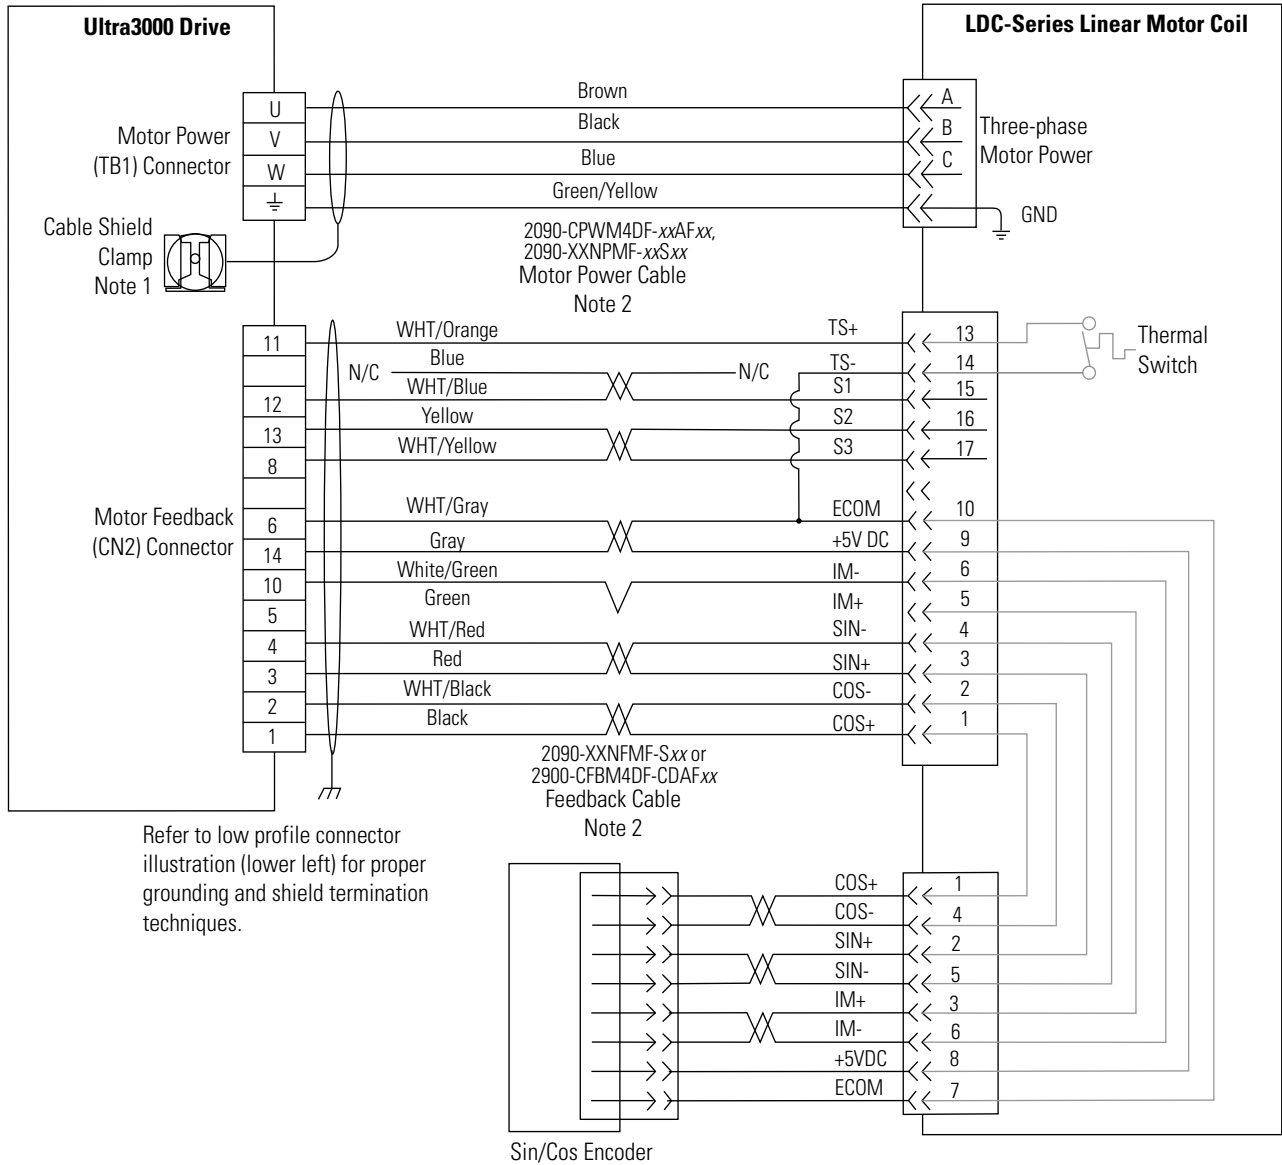 Ultra3000 Drive
LDC-Series Linear Motor Coil
Motor Power
(TB1) Connector
U
V
W
Brown
Black
Blue
Green/Yellow
A
B
C
Three-phase
Motor Power
GND
Cable Shield
Clamp
Note 1
2090-CPWM4DF-xxAFxx,
2090-XXNPMF-xxSxx
Motor Power Cable
Note 2
11
WHT/Orange
TS+
13
Thermal
Switch
N/C
Blue
N/C
TS-
14
12
WHT/Blue
S1
15
13
Yellow
S2
16
8
WHT/Yellow
S3
17
Motor Feedback
(CN2) Connector
6
WHT/Gray
ECOM
10
14
Gray
+5V DC
9
10
White/Green
IM-
6
5
Green
IM+
5
4
WHT/Red
SIN-
4
3
Red
SIN+
3
2
WHT/Black
COS-
2
1
Black
COS+
1
2090-XXNFMF-Sxx or
2900-CFBM4DF-CDAFxx
Feedback Cable
Note 2
Refer to low profile connector
illustration (lower left) for proper
grounding and shield termination
techniques.
COS+
1
COS-
4
SIN+
2
SIN-
5
IM+
3
IM-
6
+5VDC
8
ECOM
7
Sin/Cos Encoder